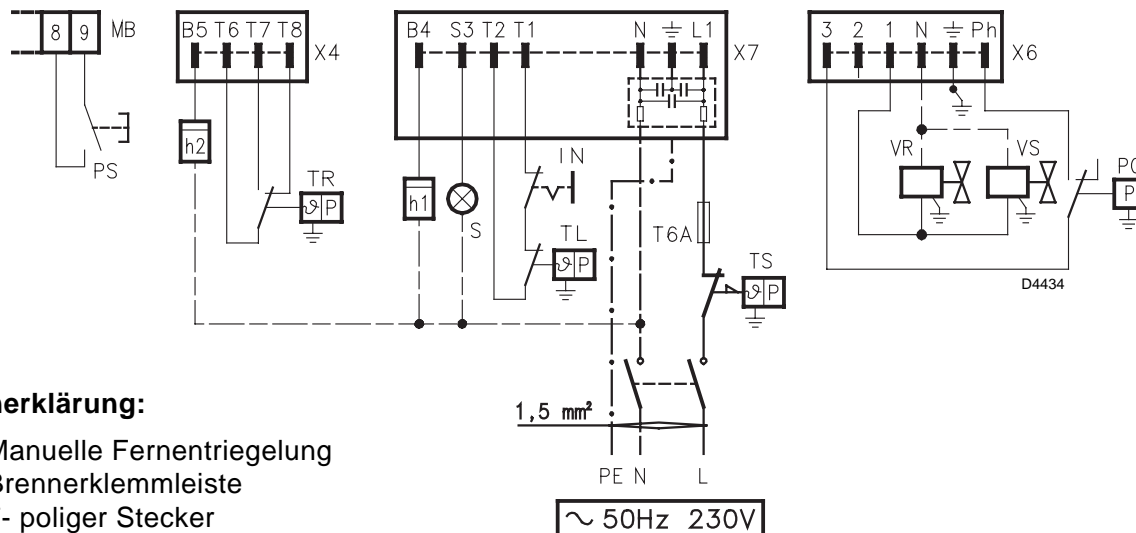 8 9 MB
B5 T6 T7 T8 X4
B4 S3 T2 T1 N L1 X7
3 2 1 N Ph X6
PS
h2
TR
ϑ P
h1
S
IN
TL
ϑ P
T6A
TS
ϑ P
VR
VS
P
D4434
1,5 mm²
PE N L
~ 50Hz 230V
erklärung:
Manuelle Fernentriegelung
Brennerklemmleiste
- poliger Stecker